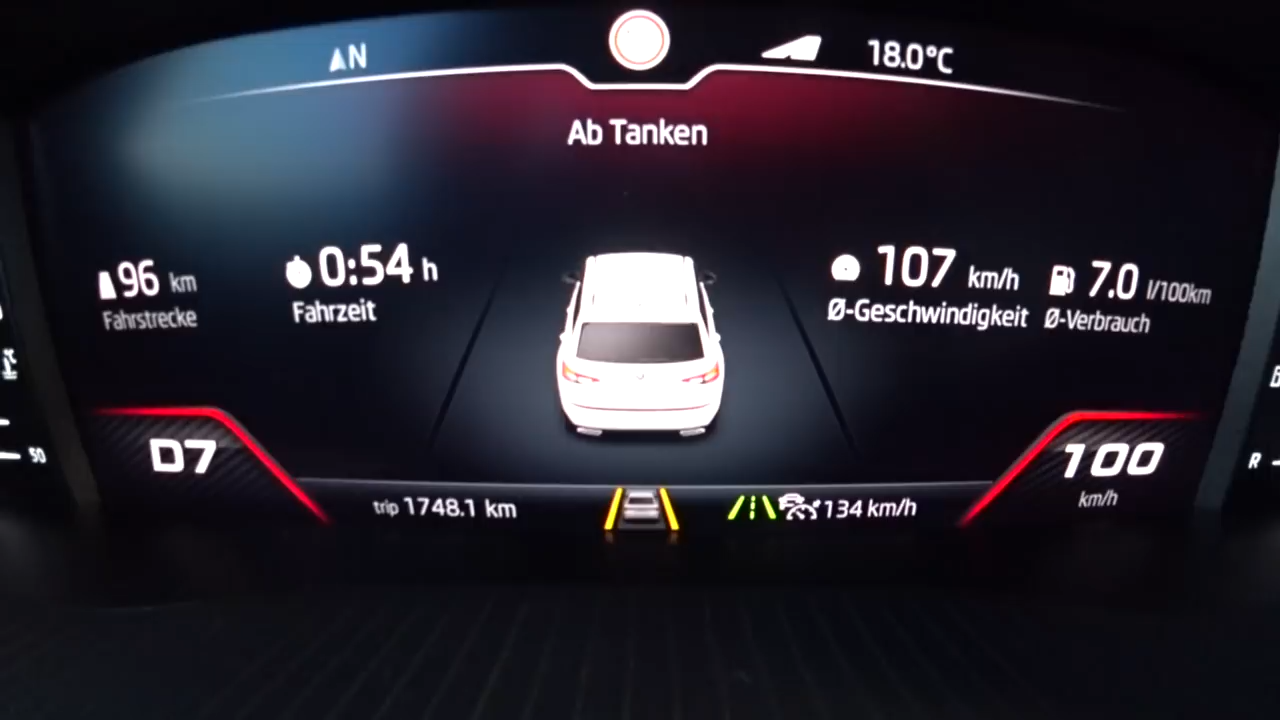 N
18.0°C
Ab Tanken
96 km
Fahrstrecke
0:54 h
Fahrzeit
107 km/h
Ø-Geschwindigkeit
7.0 l/100km
Ø-Verbrauch
50
D7
trip 1748.1 km
134 km/h
100
km/h
R